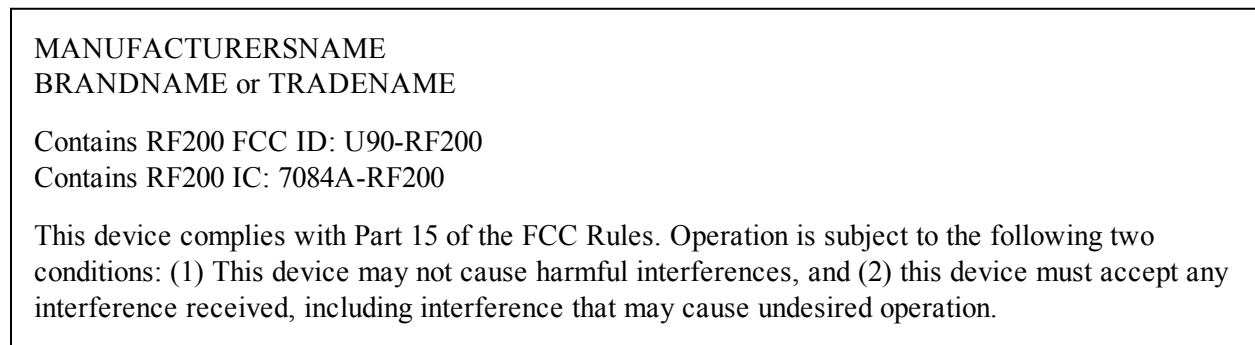 MANUFACTURERSNAME
BRANDNAME or TRADENAME
Contains RF200 FCC ID: U90-RF200
Contains RF200 IC: 7084A-RF200
This device complies with Part 15 of the FCC Rules. Operation is subject to the following two
conditions: (1) This device may not cause harmful interferences, and (2) this device must accept any
interference received, including interference that may cause undesired operation.